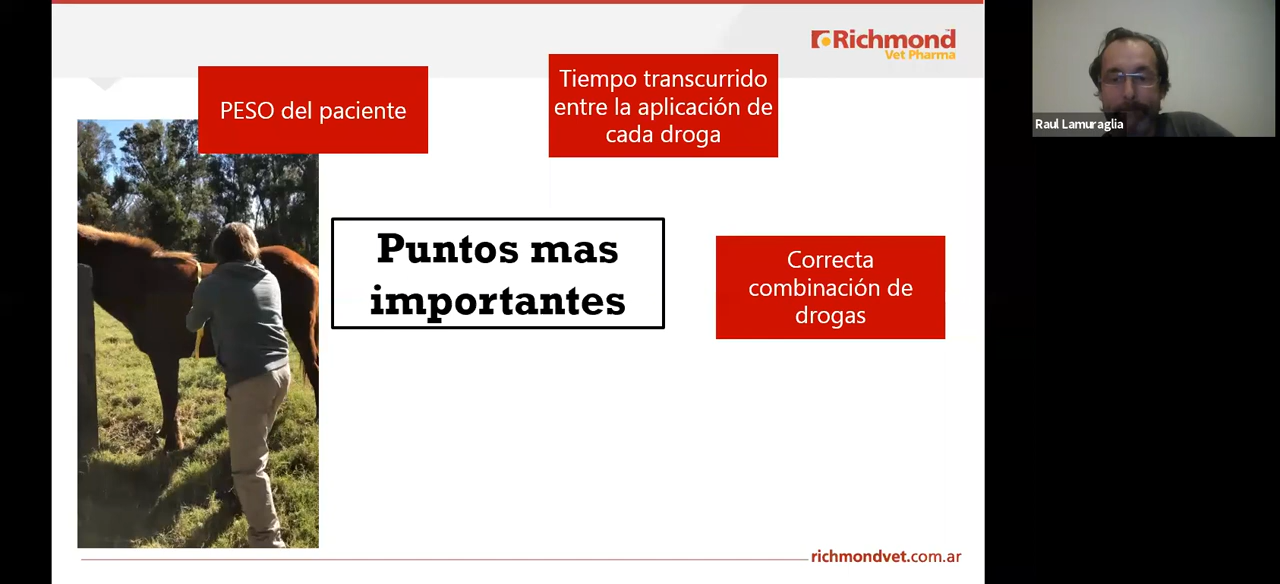 Richmond
Vet Pharma
PESO del paciente
Tiempo transcurrido
entre la aplicación de
cada droga
Raul Lamuraglia
Puntos mas
importantes
Correcta
combinación de
drogas
richmondvet.com.ar